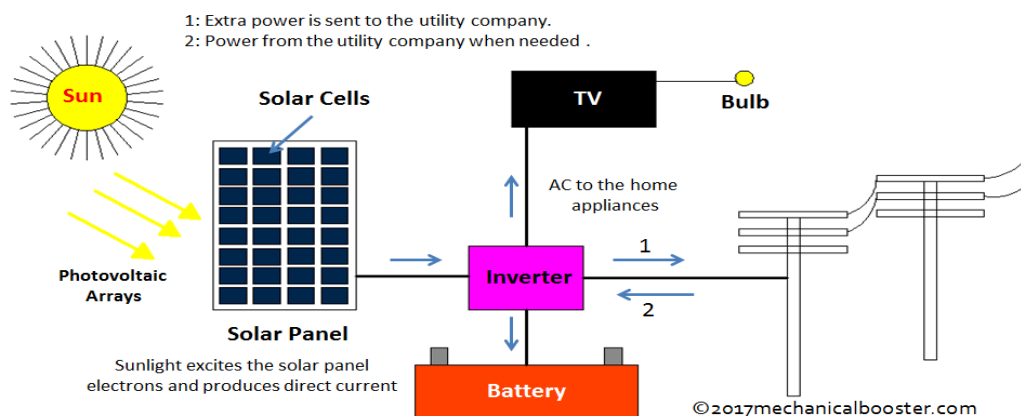 1: Extra power is sent to the utility company.
2: Power from the utility company when needed .
Sun
Solar Cells
TV
Bulb
AC to the home
appliances
1
Inverter
2
Photovoltaic
Arrays
Solar Panel
Sunlight excites the solar panel
electrons and produces direct current
Battery
©2017mechanicalbooster.com